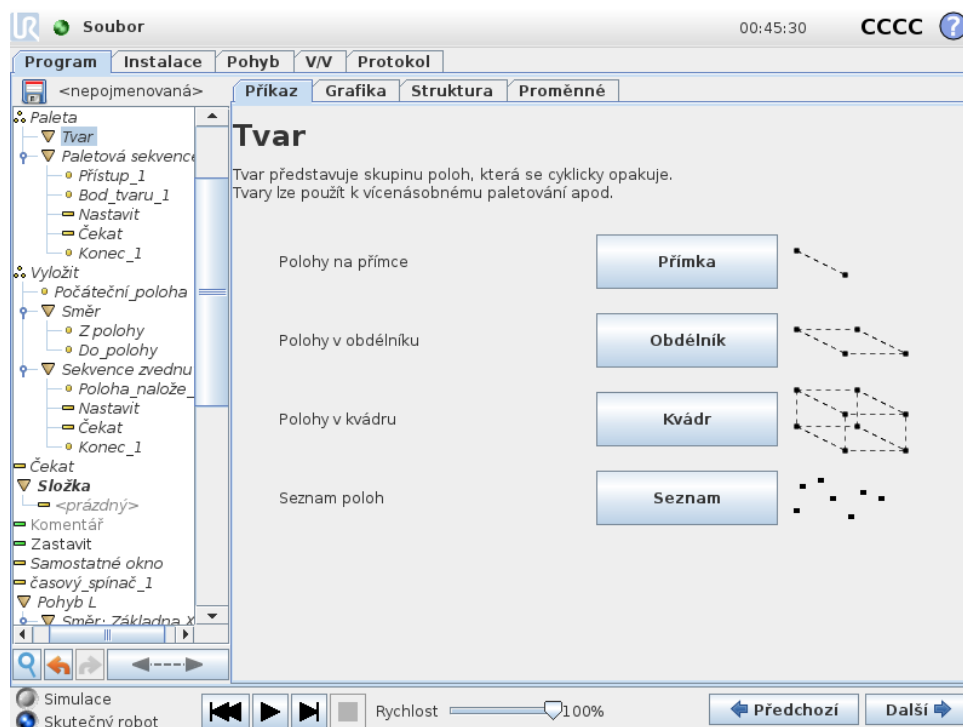 UR Soubor 00:45:30 CCCC ?
Program Instalace Pohyb V/V Protokol
<nepojmenovaná> Příkaz Grafika Struktura Proměnné
Paleta
Tvar
Paletová sekvence
Přístup_1
Bod_tvaru_1
Nastavit
Čekat
Konec_1
Vyložit
Počáteční_poloha
Směr
Z polohy
Do_polohy
Sekvence zvednu
Poloha_nalože_
Nastavit
Čekat
Konec_1
Čekat
Složka
<prázdný>
Komentář
Zastavit
Samostatné okno
časový_spínač_1
Pohyb L
Směr: Základna X
Tvar
Tvar představuje skupinu poloh, která se cyklicky opakuje.
Tvary lze použít k vícenásobnému paletování apod.
Polohy na přímce Přímka
Polohy v obdélníku Obdélník
Polohy v kvádru Kvádr
Seznam poloh Seznam
Simulace
Skutečný robot
Rychlost 100% Předchozí Další